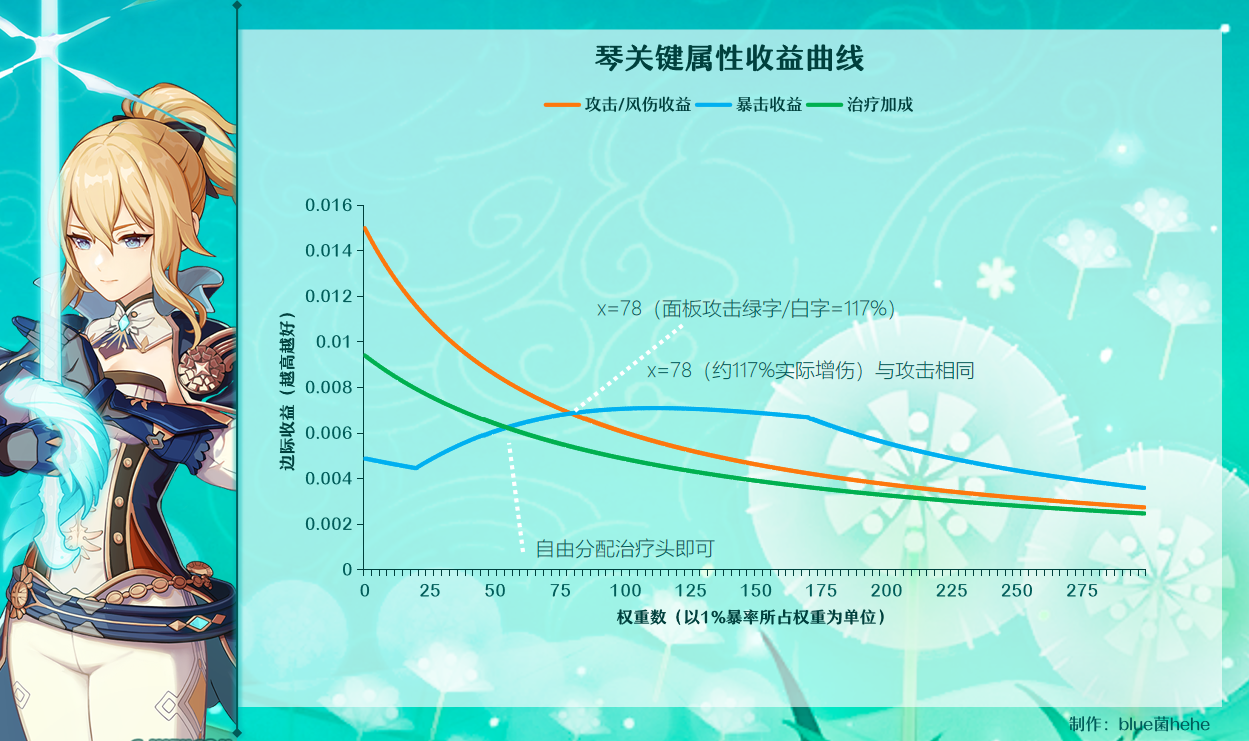 琴关键属性收益曲线
攻击/风伤收益 暴击收益 治疗加成
0.016
0.014
0.012
0.01
0.008
0.006
0.004
0.002
0
边际收益（越高越好）
x=78（面板攻击绿字/白字=117%）
x=78（约117%实际增伤）与攻击相同
自由分配治疗头即可
0 25 50 75 100 125 150 175 200 225 250 275
权重数（以1%暴率所占权重为单位）
制作：blue菌hehe